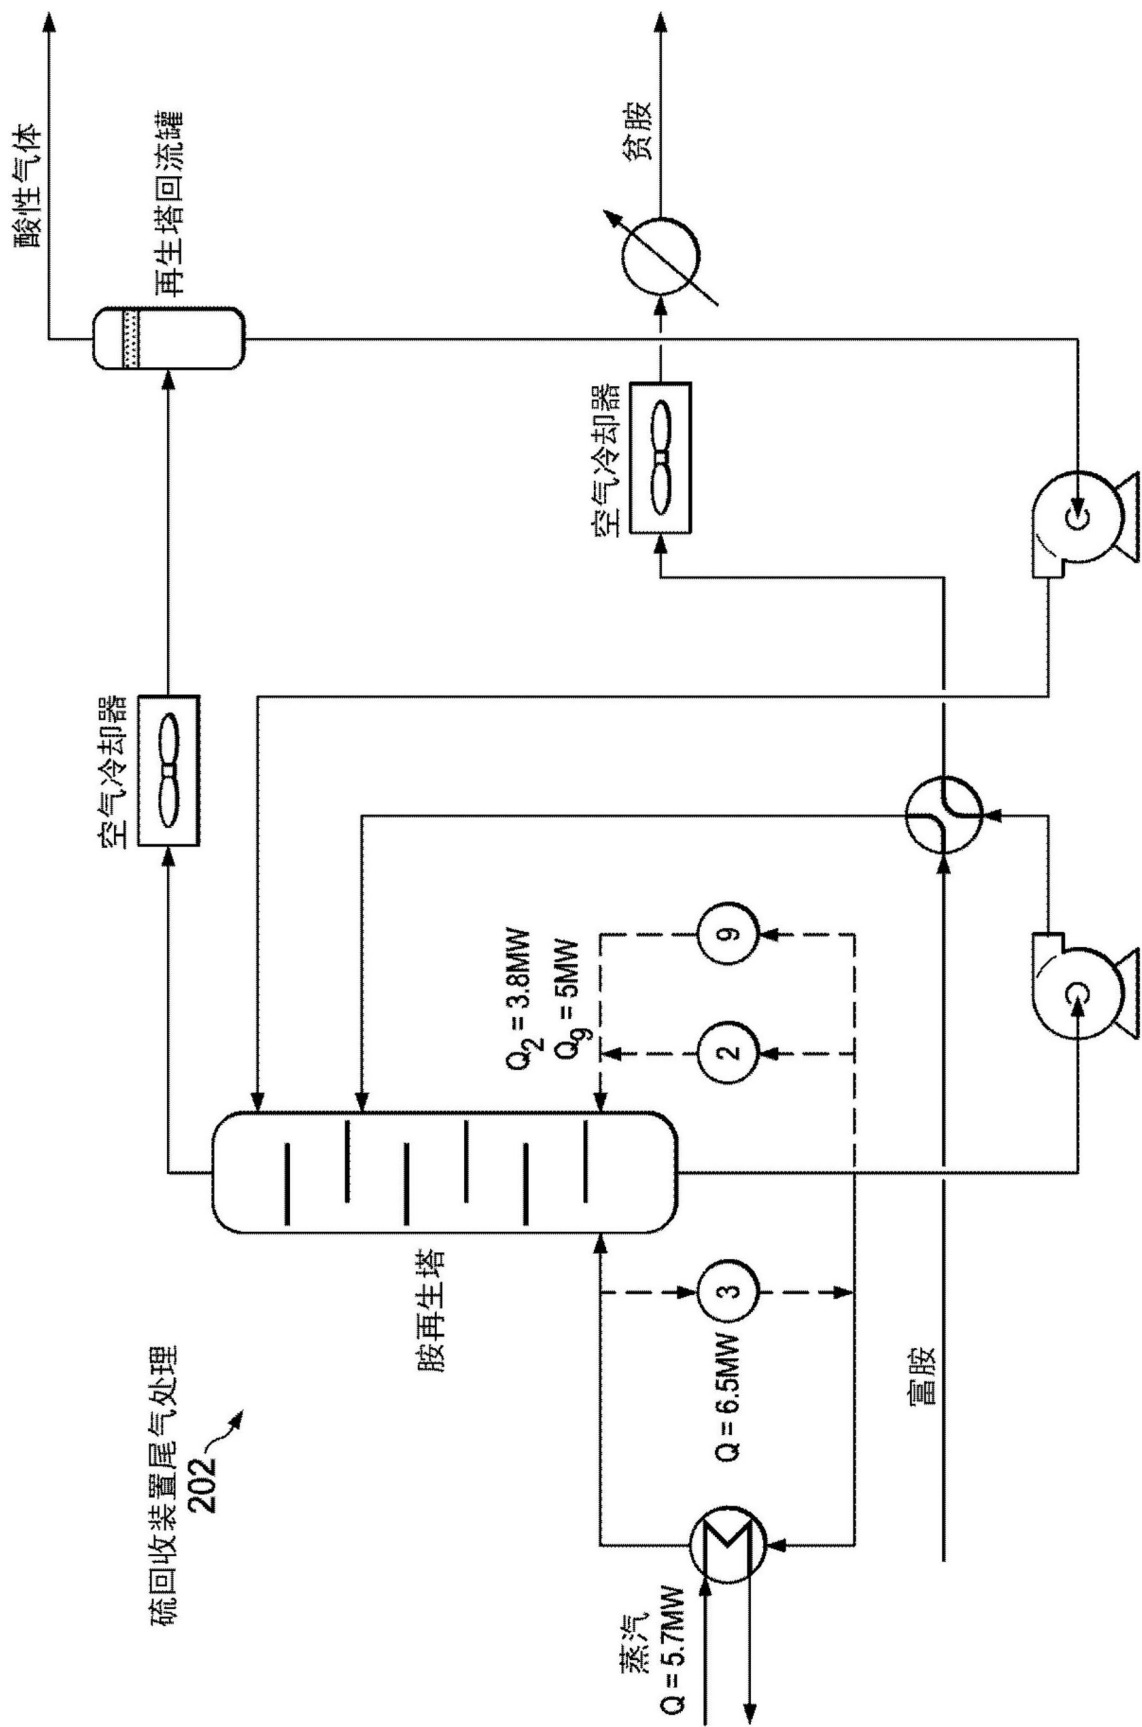 硫回收装置尾气处理
202
酸性气体
再生塔回流罐
空气冷却器
空气冷却器
贫胺
胺再生塔
Q₂ = 3.8MW
Q₉ = 5MW
9
2
3
Q = 6.5MW
蒸汽
Q = 5.7MW
富胺